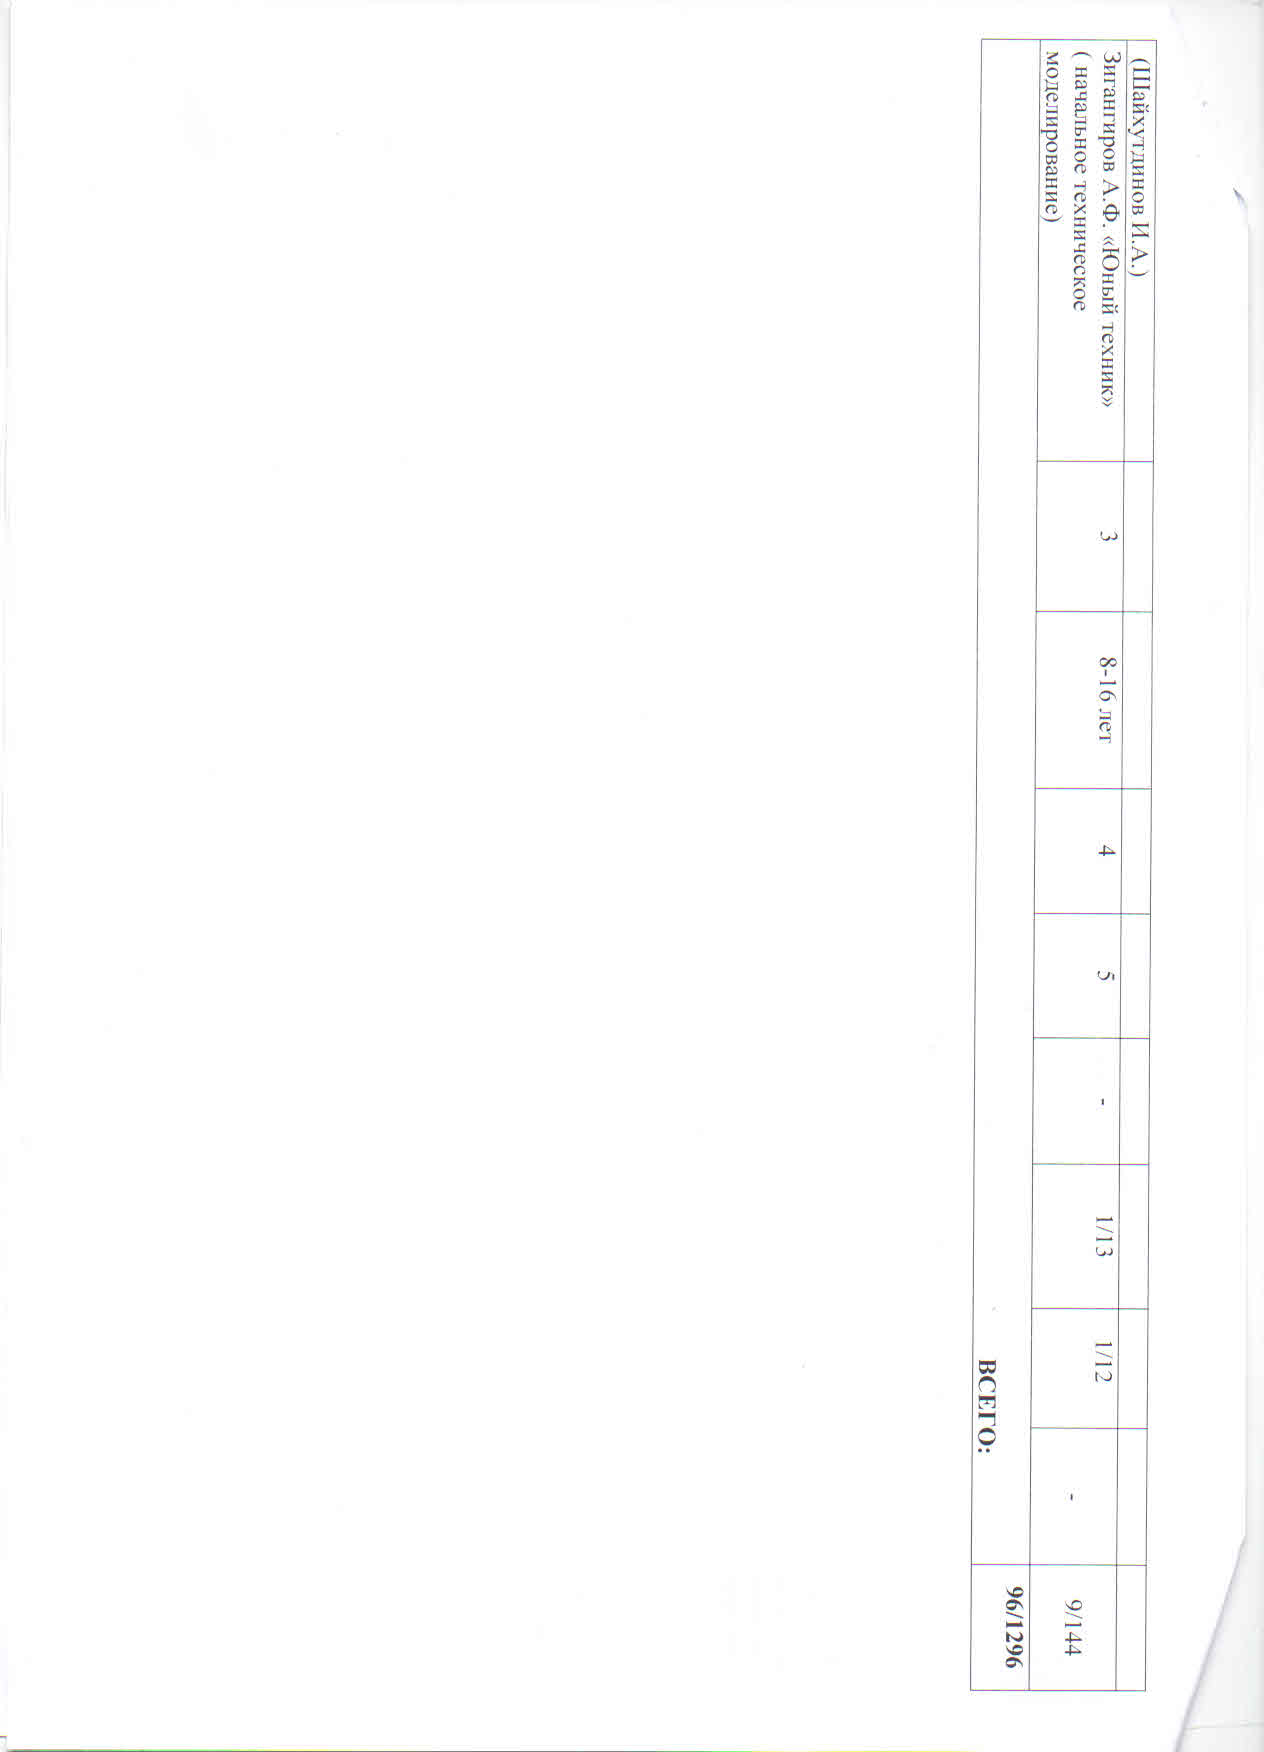 (Шайхутдинов И.А.)
Зигангиров А.Ф. «Юный техник» 3 8-16 лет 4 5 - 1/13 1/12 - 9/144
( начальное техническое
моделирование)
ВСЕГО: 96/1296